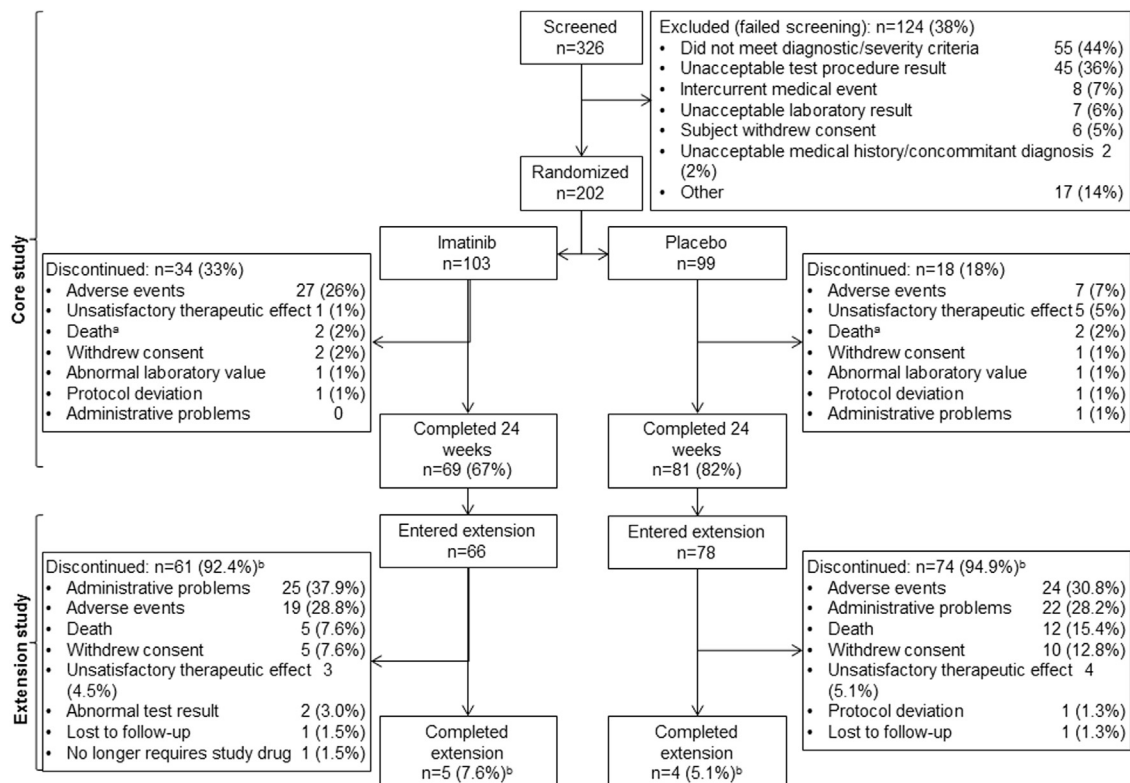 Screened
n=326
Excluded (failed screening): n=124 (38%)
• Did not meet diagnostic/severity criteria 55 (44%)
• Unacceptable test procedure result 45 (36%)
• Intercurrent medical event 8 (7%)
• Unacceptable laboratory result 7 (6%)
• Subject withdrew consent 6 (5%)
• Unacceptable medical history/concommitant diagnosis 2
(2%)
• Other 17 (14%)
Randomized
n=202
Core study
Imatinib
n=103
Placebo
n=99
Discontinued: n=34 (33%)
• Adverse events 27 (26%)
• Unsatisfactory therapeutic effect 1 (1%)
• Deathᵃ 2 (2%)
• Withdrew consent 2 (2%)
• Abnormal laboratory value 1 (1%)
• Protocol deviation 1 (1%)
• Administrative problems 0
Discontinued: n=18 (18%)
• Adverse events 7 (7%)
• Unsatisfactory therapeutic effect 5 (5%)
• Deathᵃ 2 (2%)
• Withdrew consent 1 (1%)
• Abnormal laboratory value 1 (1%)
• Protocol deviation 1 (1%)
• Administrative problems 1 (1%)
Completed 24
weeks
n=69 (67%)
Completed 24
weeks
n=81 (82%)
Extension study
Entered extension
n=66
Entered extension
n=78
Discontinued: n=61 (92.4%)ᵇ
• Administrative problems 25 (37.9%)
• Adverse events 19 (28.8%)
• Death 5 (7.6%)
• Withdrew consent 5 (7.6%)
• Unsatisfactory therapeutic effect 3
(4.5%)
• Abnormal test result 2 (3.0%)
• Lost to follow-up 1 (1.5%)
• No longer requires study drug 1 (1.5%)
Discontinued: n=74 (94.9%)ᵇ
• Adverse events 24 (30.8%)
• Administrative problems 22 (28.2%)
• Death 12 (15.4%)
• Withdrew consent 10 (12.8%)
• Unsatisfactory therapeutic effect 4
(5.1%)
• Protocol deviation 1 (1.3%)
• Lost to follow-up 1 (1.3%)
Completed
extension
n=5 (7.6%)ᵇ
Completed
extension
n=4 (5.1%)ᵇ